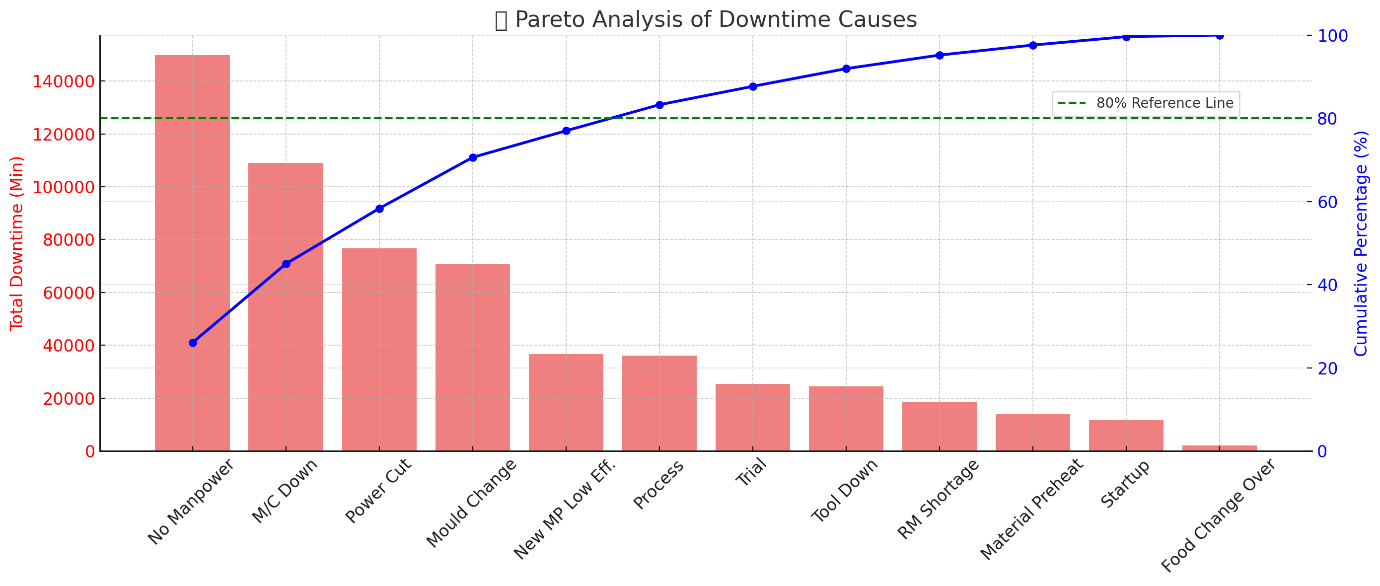 Pareto Analysis of Downtime Causes
Total Downtime (Min)
140000
120000
100000
80000
60000
40000
20000
0
100
80
60
40
20
0
Cumulative Percentage (%)
80% Reference Line
No Manpower
M/C Down
Power Cut
Mould Change
New MP Low Eff.
Process
Trial
Tool Down
RM Shortage
Material Preheat
Startup
Food Change Over